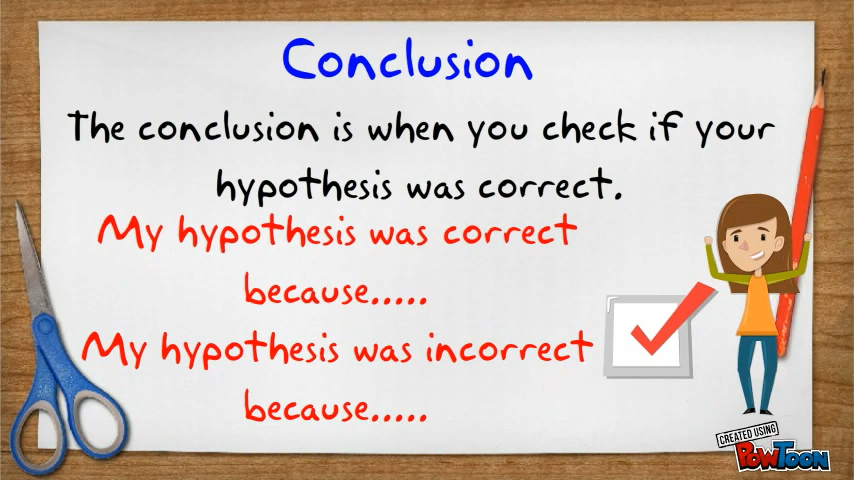 Conclusion
The conclusion is when you check if your
hypothesis was correct.
My hypothesis was correct
because.....
My hypothesis was incorrect
because.....
CREATED USING
POWTOON